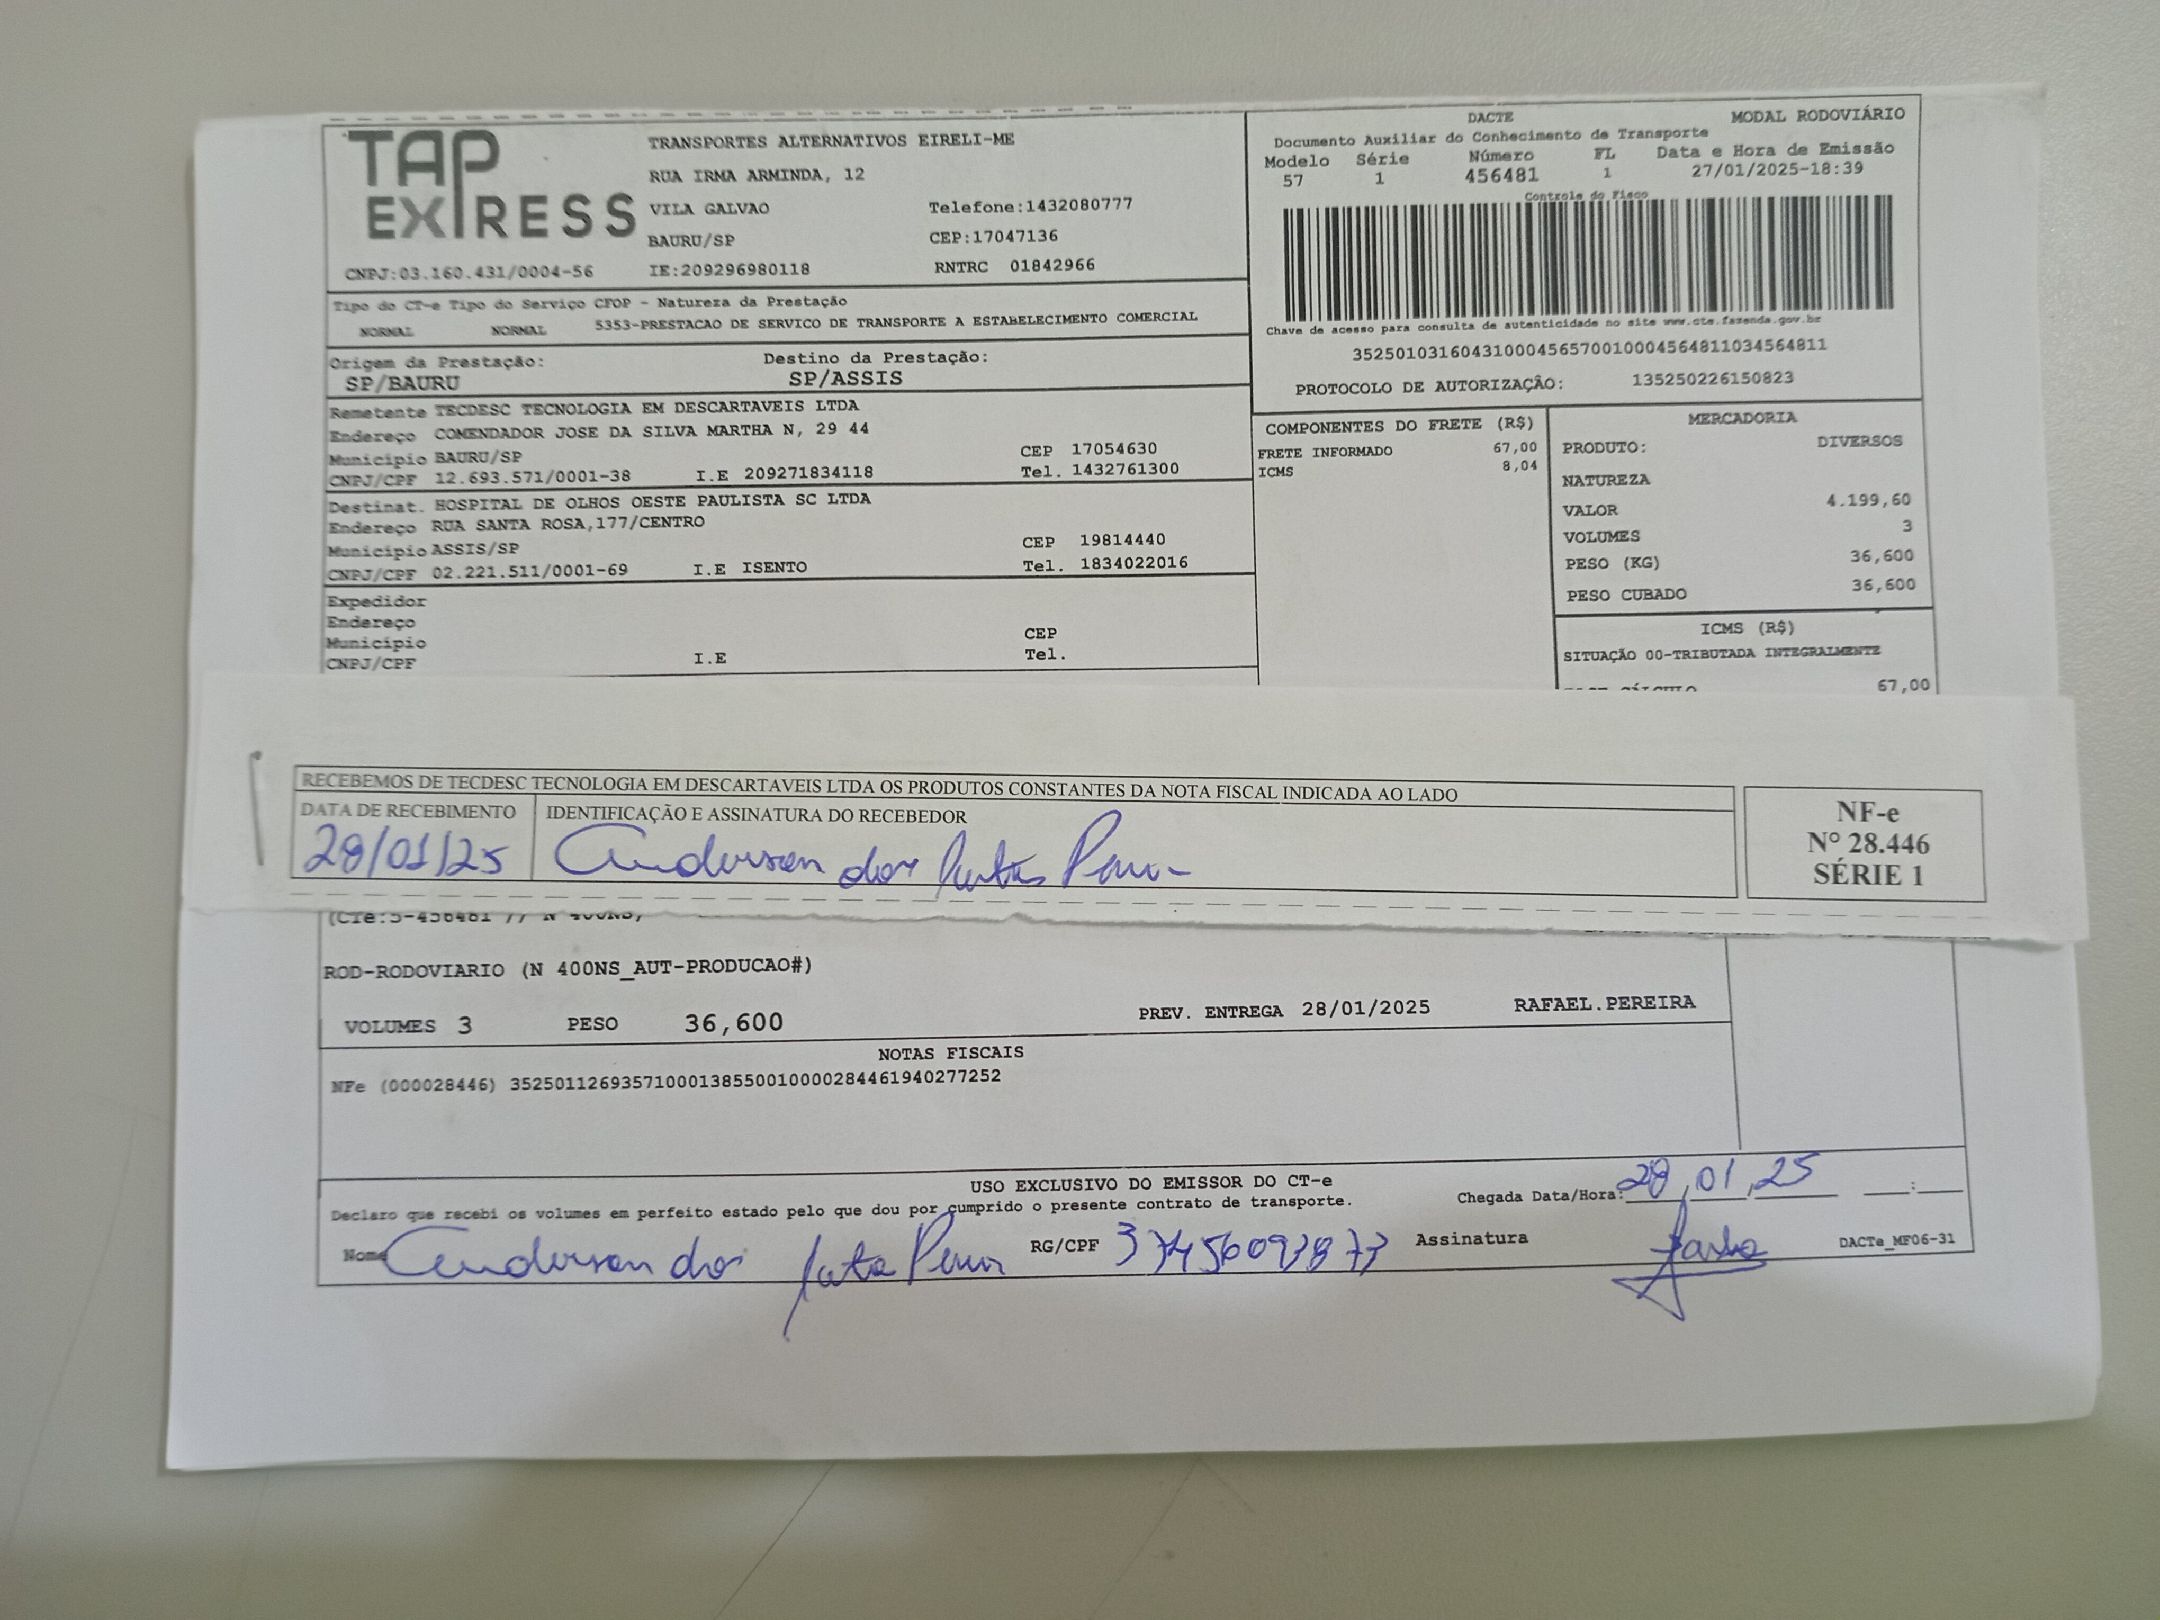 TAP EXPRESS
TRANSPORTES ALTERNATIVOS EIRELI-ME
RUA IRMA ARMINDA, 12
VILA GALVAO Telefone:1432080777
BAURU/SP CEP:17047136
CNPJ:03.160.431/0004-56 IE:209296980118 RNTRC 01842966
DACTE MODAL RODOVIÁRIO
Documento Auxiliar do Conhecimento de Transporte
Modelo Série Número FL Data e Hora de Emissão
57 1 456481 1 27/01/2025-18:39
Controle do Fisco
Chave de acesso para consulta de autenticidade no site www.cte.fazenda.gov.br
35250103160431000456570010004564811034564811
PROTOCOLO DE AUTORIZAÇÃO: 135250226150823
Tipo do CT-e Tipo do Serviço CFOP - Natureza da Prestação
NORMAL NORMAL 5353-PRESTACAO DE SERVICO DE TRANSPORTE A ESTABELECIMENTO COMERCIAL
Origem da Prestação: Destino da Prestação:
SP/BAURU SP/ASSIS
Remetente TECDESC TECNOLOGIA EM DESCARTAVEIS LTDA
Endereço COMENDADOR JOSE DA SILVA MARTHA N, 29 44
Município BAURU/SP CEP 17054630
CNPJ/CPF 12.693.571/0001-38 I.E 209271834118 Tel. 1432761300
Destinat. HOSPITAL DE OLHOS OESTE PAULISTA SC LTDA
Endereço RUA SANTA ROSA,177/CENTRO
Município ASSIS/SP CEP 19814440
CNPJ/CPF 02.221.511/0001-69 I.E ISENTO Tel. 1834022016
Expedidor
Endereço
Município CEP
CNPJ/CPF I.E Tel.
COMPONENTES DO FRETE (R$)
FRETE INFORMADO 67,00
ICMS 8,04
MERCADORIA
PRODUTO: DIVERSOS
NATUREZA
VALOR 4.199,60
VOLUMES 3
PESO (KG) 36,600
PESO CUBADO 36,600
ICMS (R$)
SITUAÇÃO 00-TRIBUTADA INTEGRALMENTE
67,00
RECEBEMOS DE TECDESC TECNOLOGIA EM DESCARTAVEIS LTDA OS PRODUTOS CONSTANTES DA NOTA FISCAL INDICADA AO LADO
DATA DE RECEBIMENTO IDENTIFICAÇÃO E ASSINATURA DO RECEBEDOR
28/01/25 Anderson dos
NF-e
Nº 28.446
SÉRIE 1
ROD-RODOVIARIO (N 400NS_AUT-PRODUCAO#)
VOLUMES 3 PESO 36,600 PREV. ENTREGA 28/01/2025 RAFAEL.PEREIRA
NOTAS FISCAIS
NFe (000028446) 35250112693571000138550010000284461940277252
USO EXCLUSIVO DO EMISSOR DO CT-e
Declaro que recebi os volumes em perfeito estado pelo que dou por cumprido o presente contrato de transporte.
Chegada Data/Hora: 28,01,25 :
Nome Anderson dos RG/CPF 37456093873 Assinatura
DACTe_MF06-31